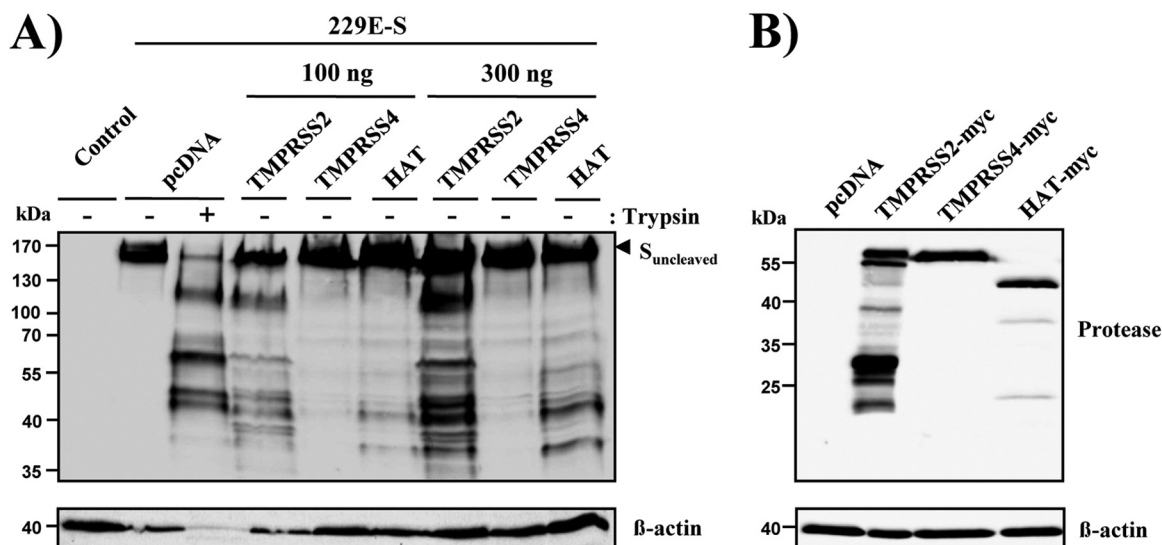 A)
229E-S
100 ng 300 ng
Control pcDNA TMPRSS2 TMPRSS4 HAT TMPRSS2 TMPRSS4 HAT
kDa - - + - - - - - - : Trypsin
170
130
100
70
55
40
35
S uncleaved
40 ß-actin
B)
pcDNA TMPRSS2-myc TMPRSS4-myc HAT-myc
kDa
55
40
35
25
Protease
40 ß-actin